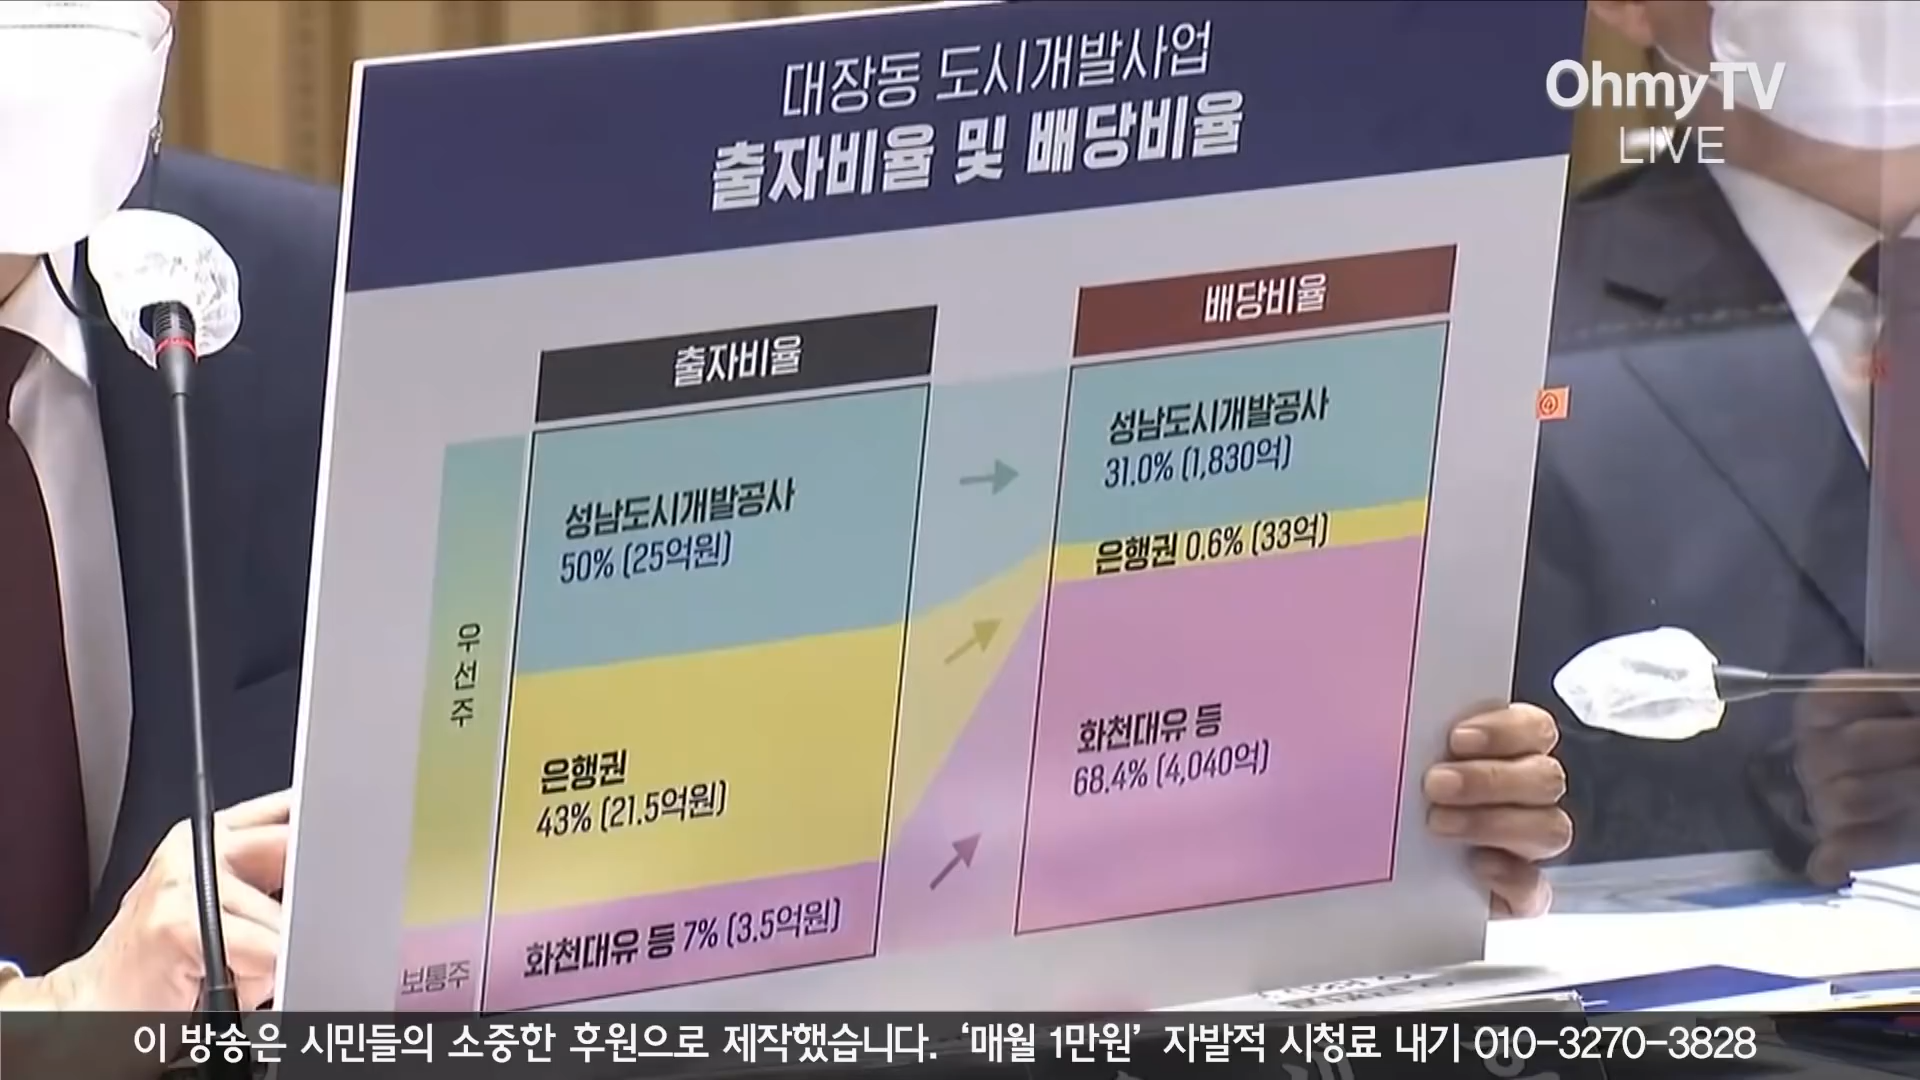 대장동 도시개발사업
출자비율 및 배당비율
OhmyTV
LIVE
출자비율
배당비율
우선주
보통주
성남도시개발공사
50% (25억원)
은행권
43% (21.5억원)
화천대유 등 7% (3.5억원)
성남도시개발공사
31.0% (1,830억)
은행권 0.6% (33억)
화천대유 등
68.4% (4,040억)
이 방송은 시민들의 소중한 후원으로 제작했습니다. ‘매월 1만원’ 자발적 시청료 내기 010-3270-3828